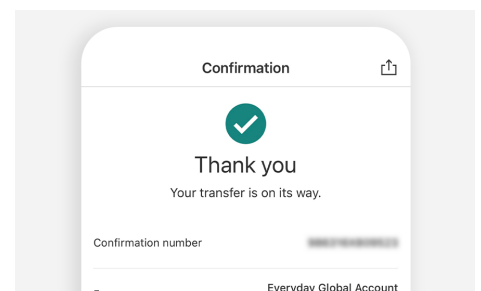 Confirmation
Thank you
Your transfer is on its way.
Confirmation number
Everyday Global Account